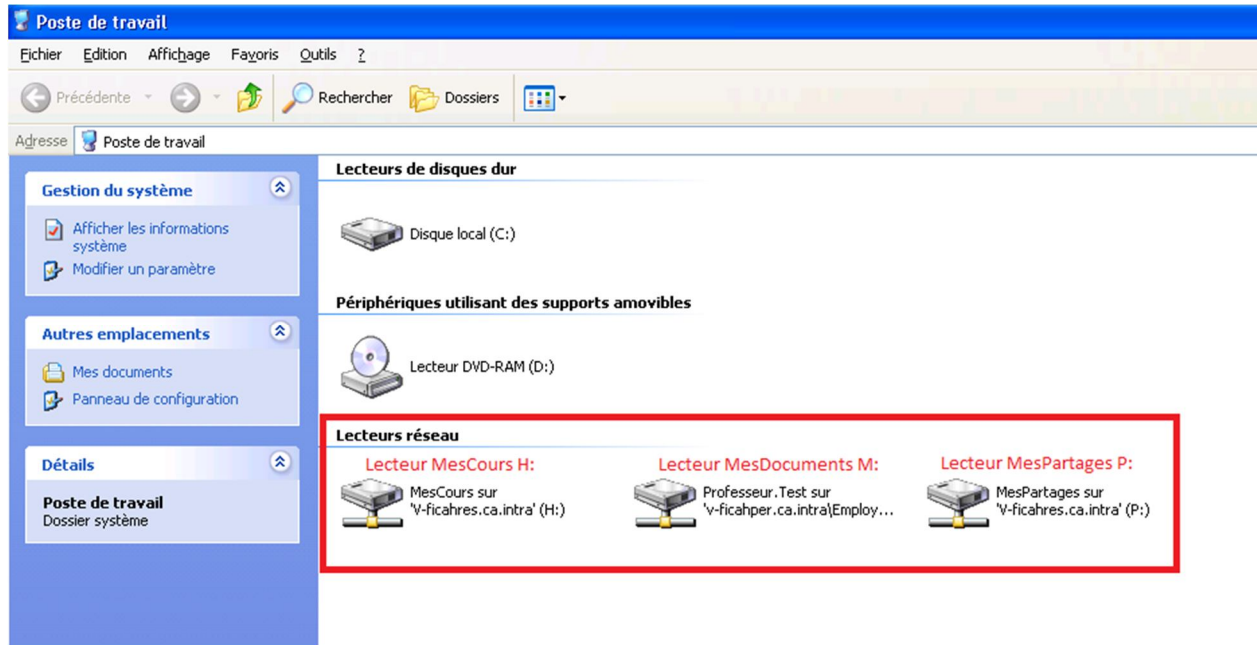 Poste de travail
Fichier Edition Affichage Favoris Outils ?
Précédente Rechercher Dossiers
Adresse Poste de travail
Gestion du système
Afficher les informations
système
Modifier un paramètre
Autres emplacements
Mes documents
Panneau de configuration
Détails
Poste de travail
Dossier système
Lecteurs de disques dur
Disque local (C:)
Périphériques utilisant des supports amovibles
Lecteur DVD-RAM (D:)
Lecteurs réseau
Lecteur MesCours H:
MesCours sur
'V-ficahres.ca.intra' (H:)
Lecteur MesDocuments M:
Professeur.Test sur
'v-ficahper.ca.intra\Employ...
Lecteur MesPartages P:
MesPartages sur
'V-ficahres.ca.intra' (P:)